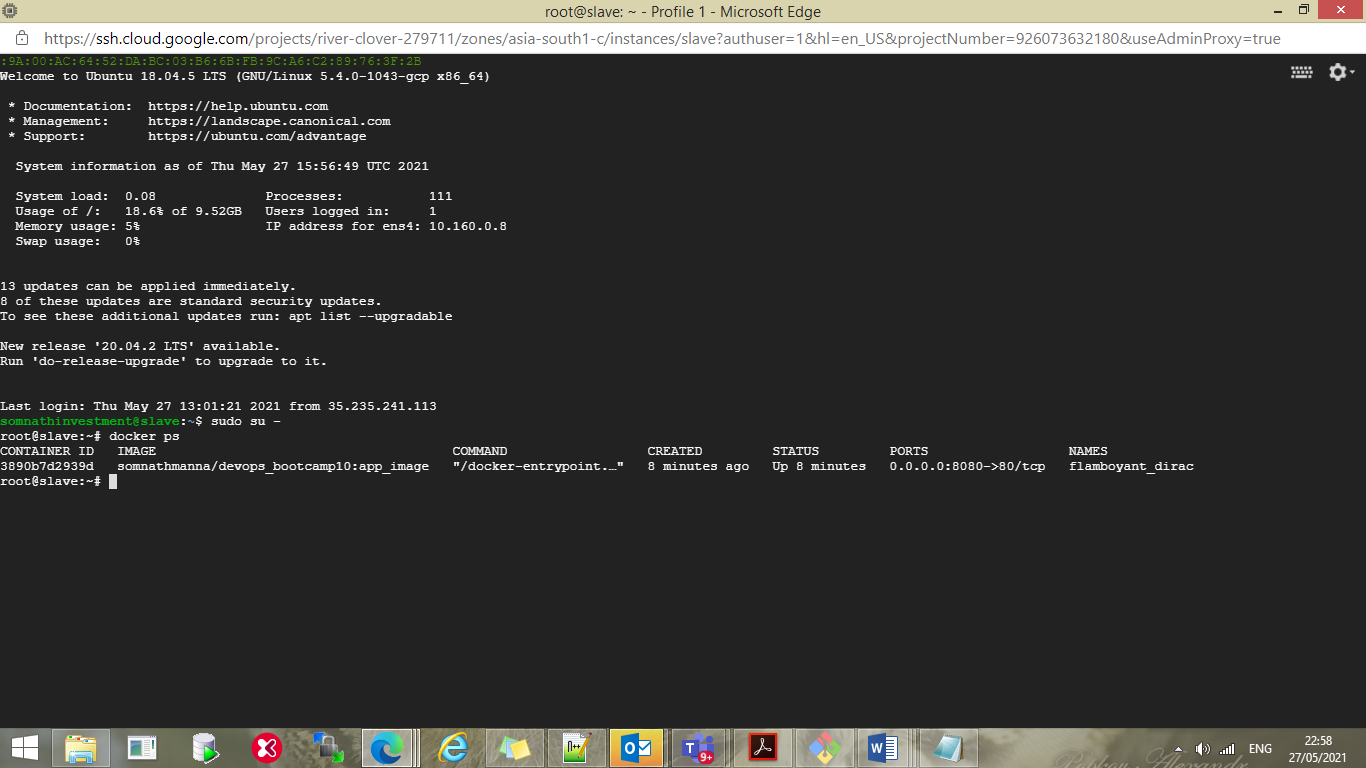 root@slave: ~ - Profile 1 - Microsoft Edge
https://ssh.cloud.google.com/projects/river-clover-279711/zones/asia-south1-c/instances/slave?authuser=1&hl=en_US&projectNumber=926073632180&useAdminProxy=true
:9A:00:AC:64:52:DA:BC:03:B6:6B:FB:9C:A6:C2:89:76:3F:2B
Welcome to Ubuntu 18.04.5 LTS (GNU/Linux 5.4.0-1043-gcp x86_64)
* Documentation: https://help.ubuntu.com
* Management: https://landscape.canonical.com
* Support: https://ubuntu.com/advantage
System information as of Thu May 27 15:56:49 UTC 2021
System load: 0.08 Processes: 111
Usage of /: 18.6% of 9.52GB Users logged in: 1
Memory usage: 5% IP address for ens4: 10.160.0.8
Swap usage: 0%
13 updates can be applied immediately.
8 of these updates are standard security updates.
To see these additional updates run: apt list --upgradable
New release '20.04.2 LTS' available.
Run 'do-release-upgrade' to upgrade to it.
Last login: Thu May 27 13:01:21 2021 from 35.235.241.113
somnathinvestment@slave:~$ sudo su -
root@slave:~# docker ps
CONTAINER ID IMAGE COMMAND CREATED STATUS PORTS NAMES
3890b7d2939d somnathmanna/devops_bootcamp10:app_image "/docker-entrypoint.…" 8 minutes ago Up 8 minutes 0.0.0.0:8080->80/tcp flamboyant_dirac
root@slave:~#
ENG
22:58
27/05/2021
9+